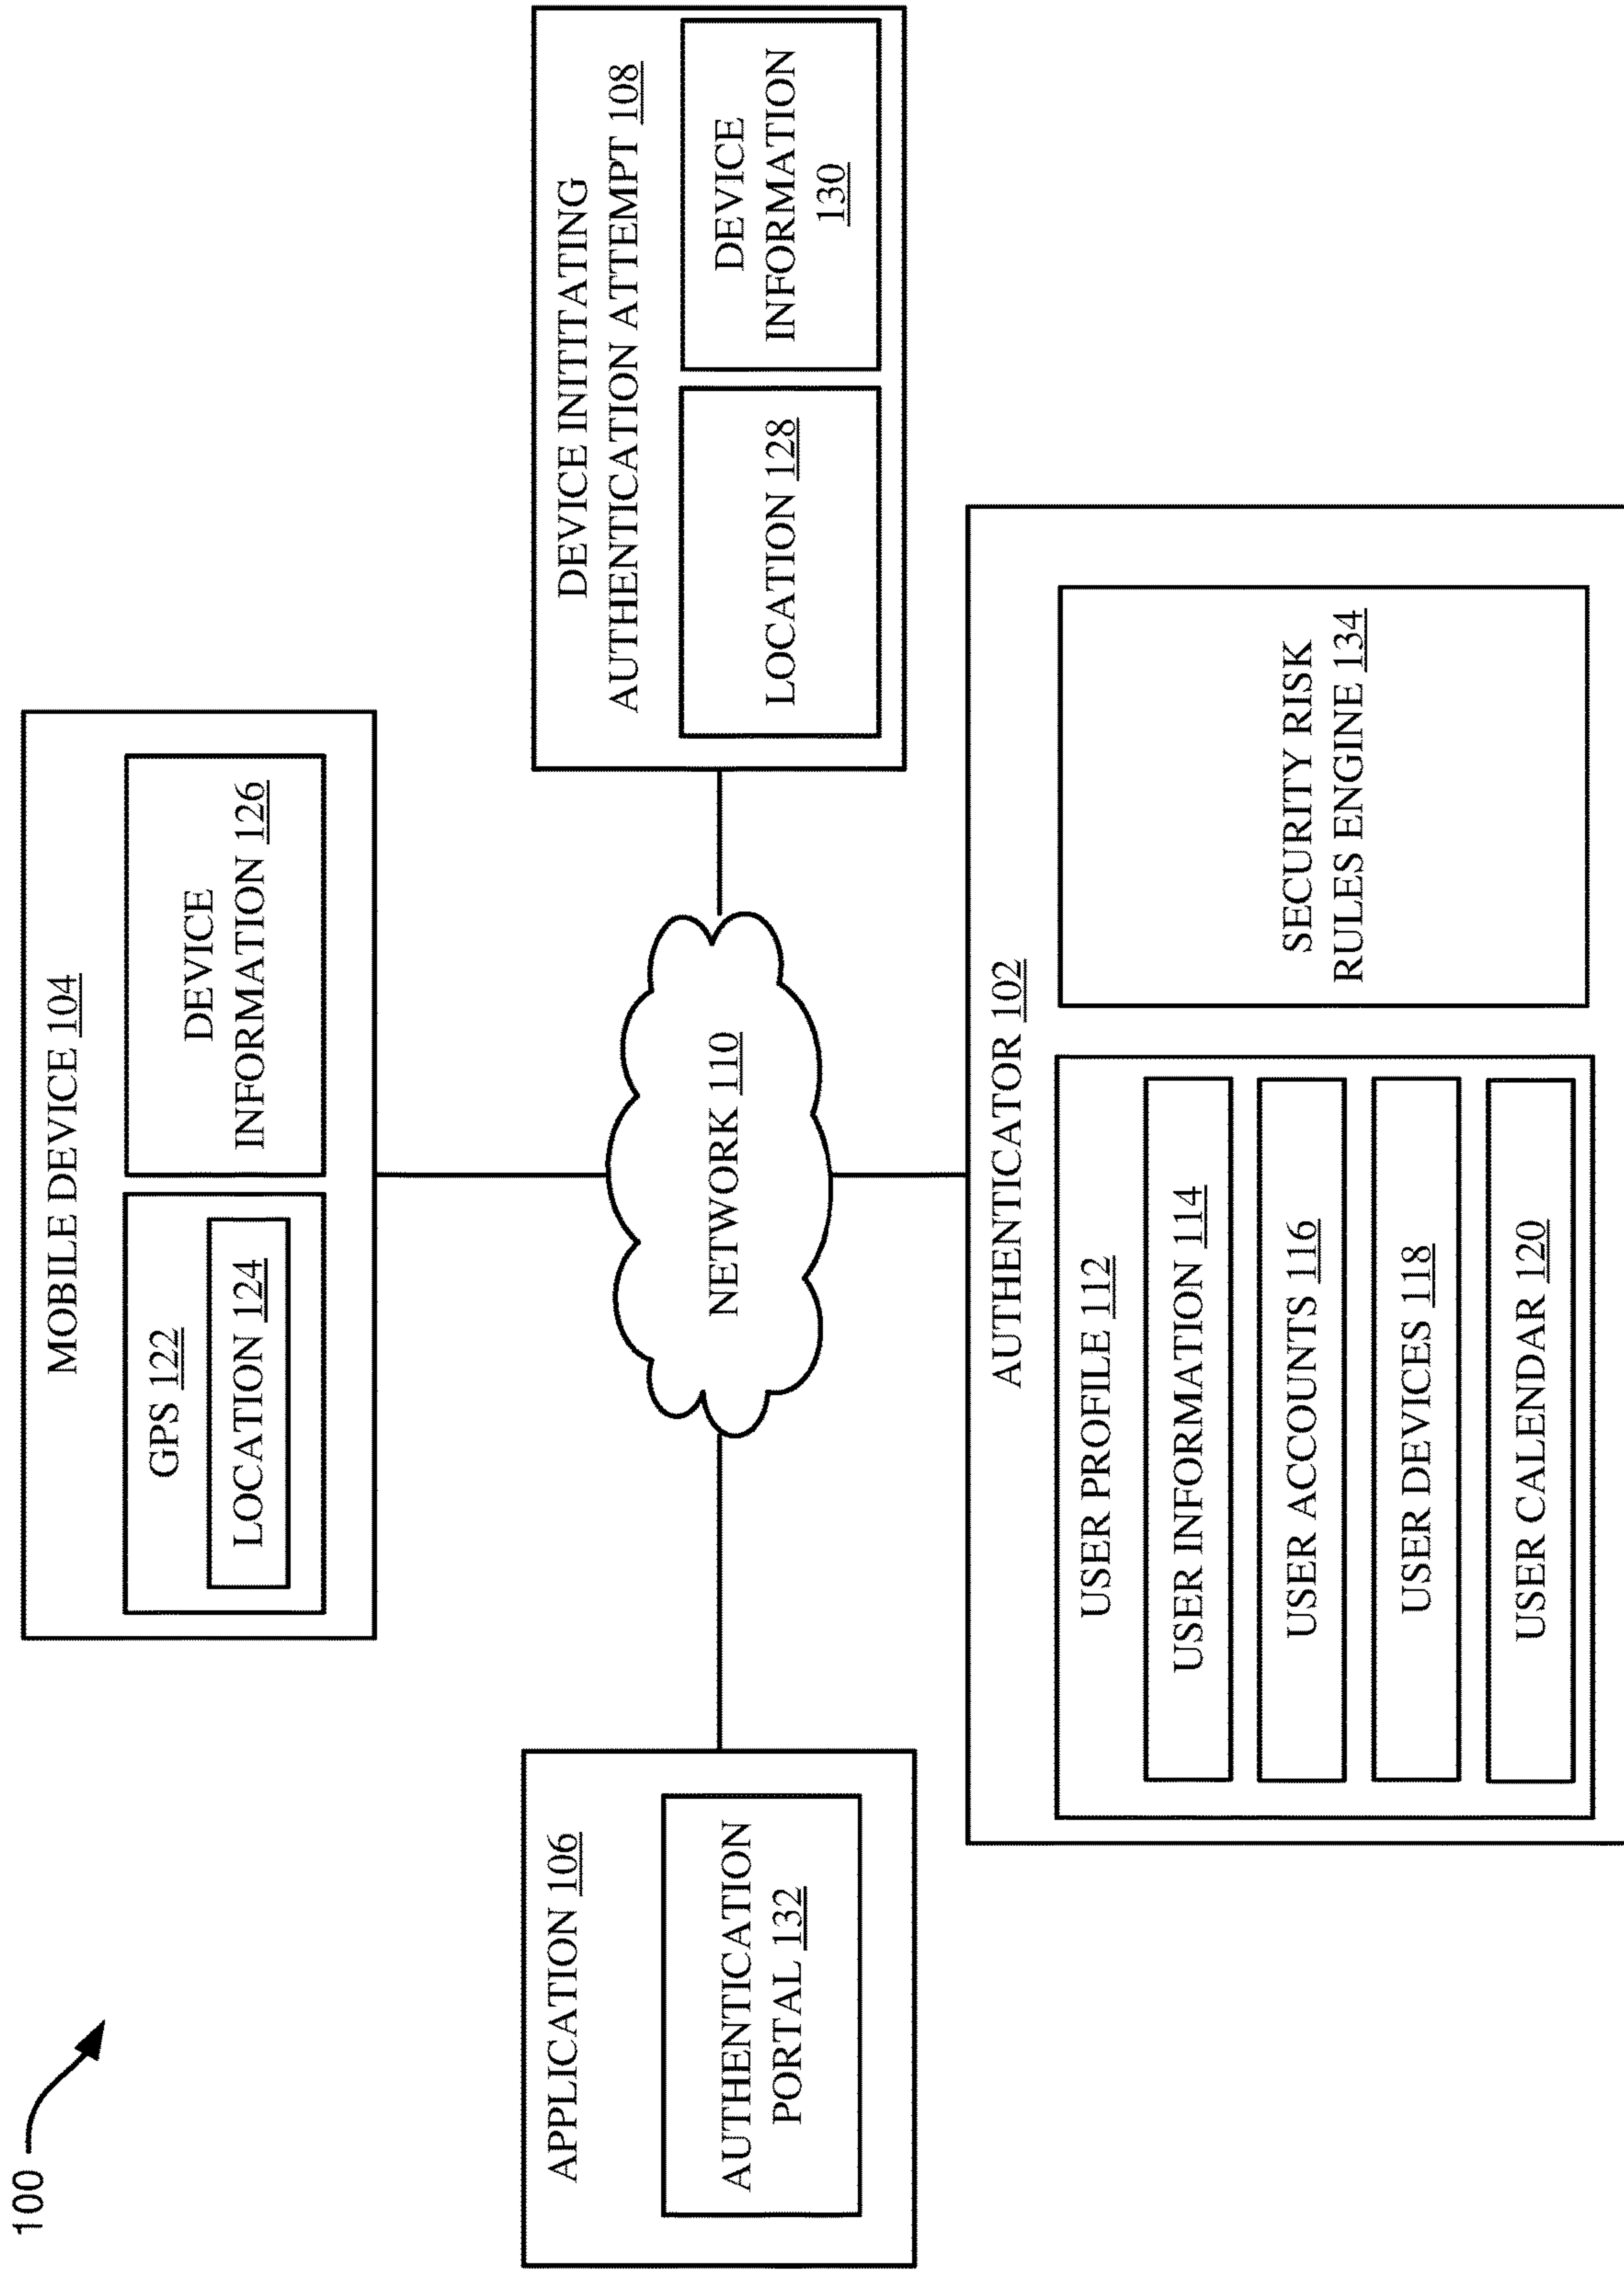 100
MOBILE DEVICE 104
GPS 122
LOCATION 124
DEVICE
INFORMATION 126
APPLICATION 106
AUTHENTICATION
PORTAL 132
NETWORK 110
DEVICE INITITATING
AUTHENTICATION ATTEMPT 108
LOCATION 128
DEVICE
INFORMATION
130
AUTHENTICATOR 102
USER PROFILE 112
USER INFORMATION 114
USER ACCOUNTS 116
USER DEVICES 118
USER CALENDAR 120
SECURITY RISK
RULES ENGINE 134